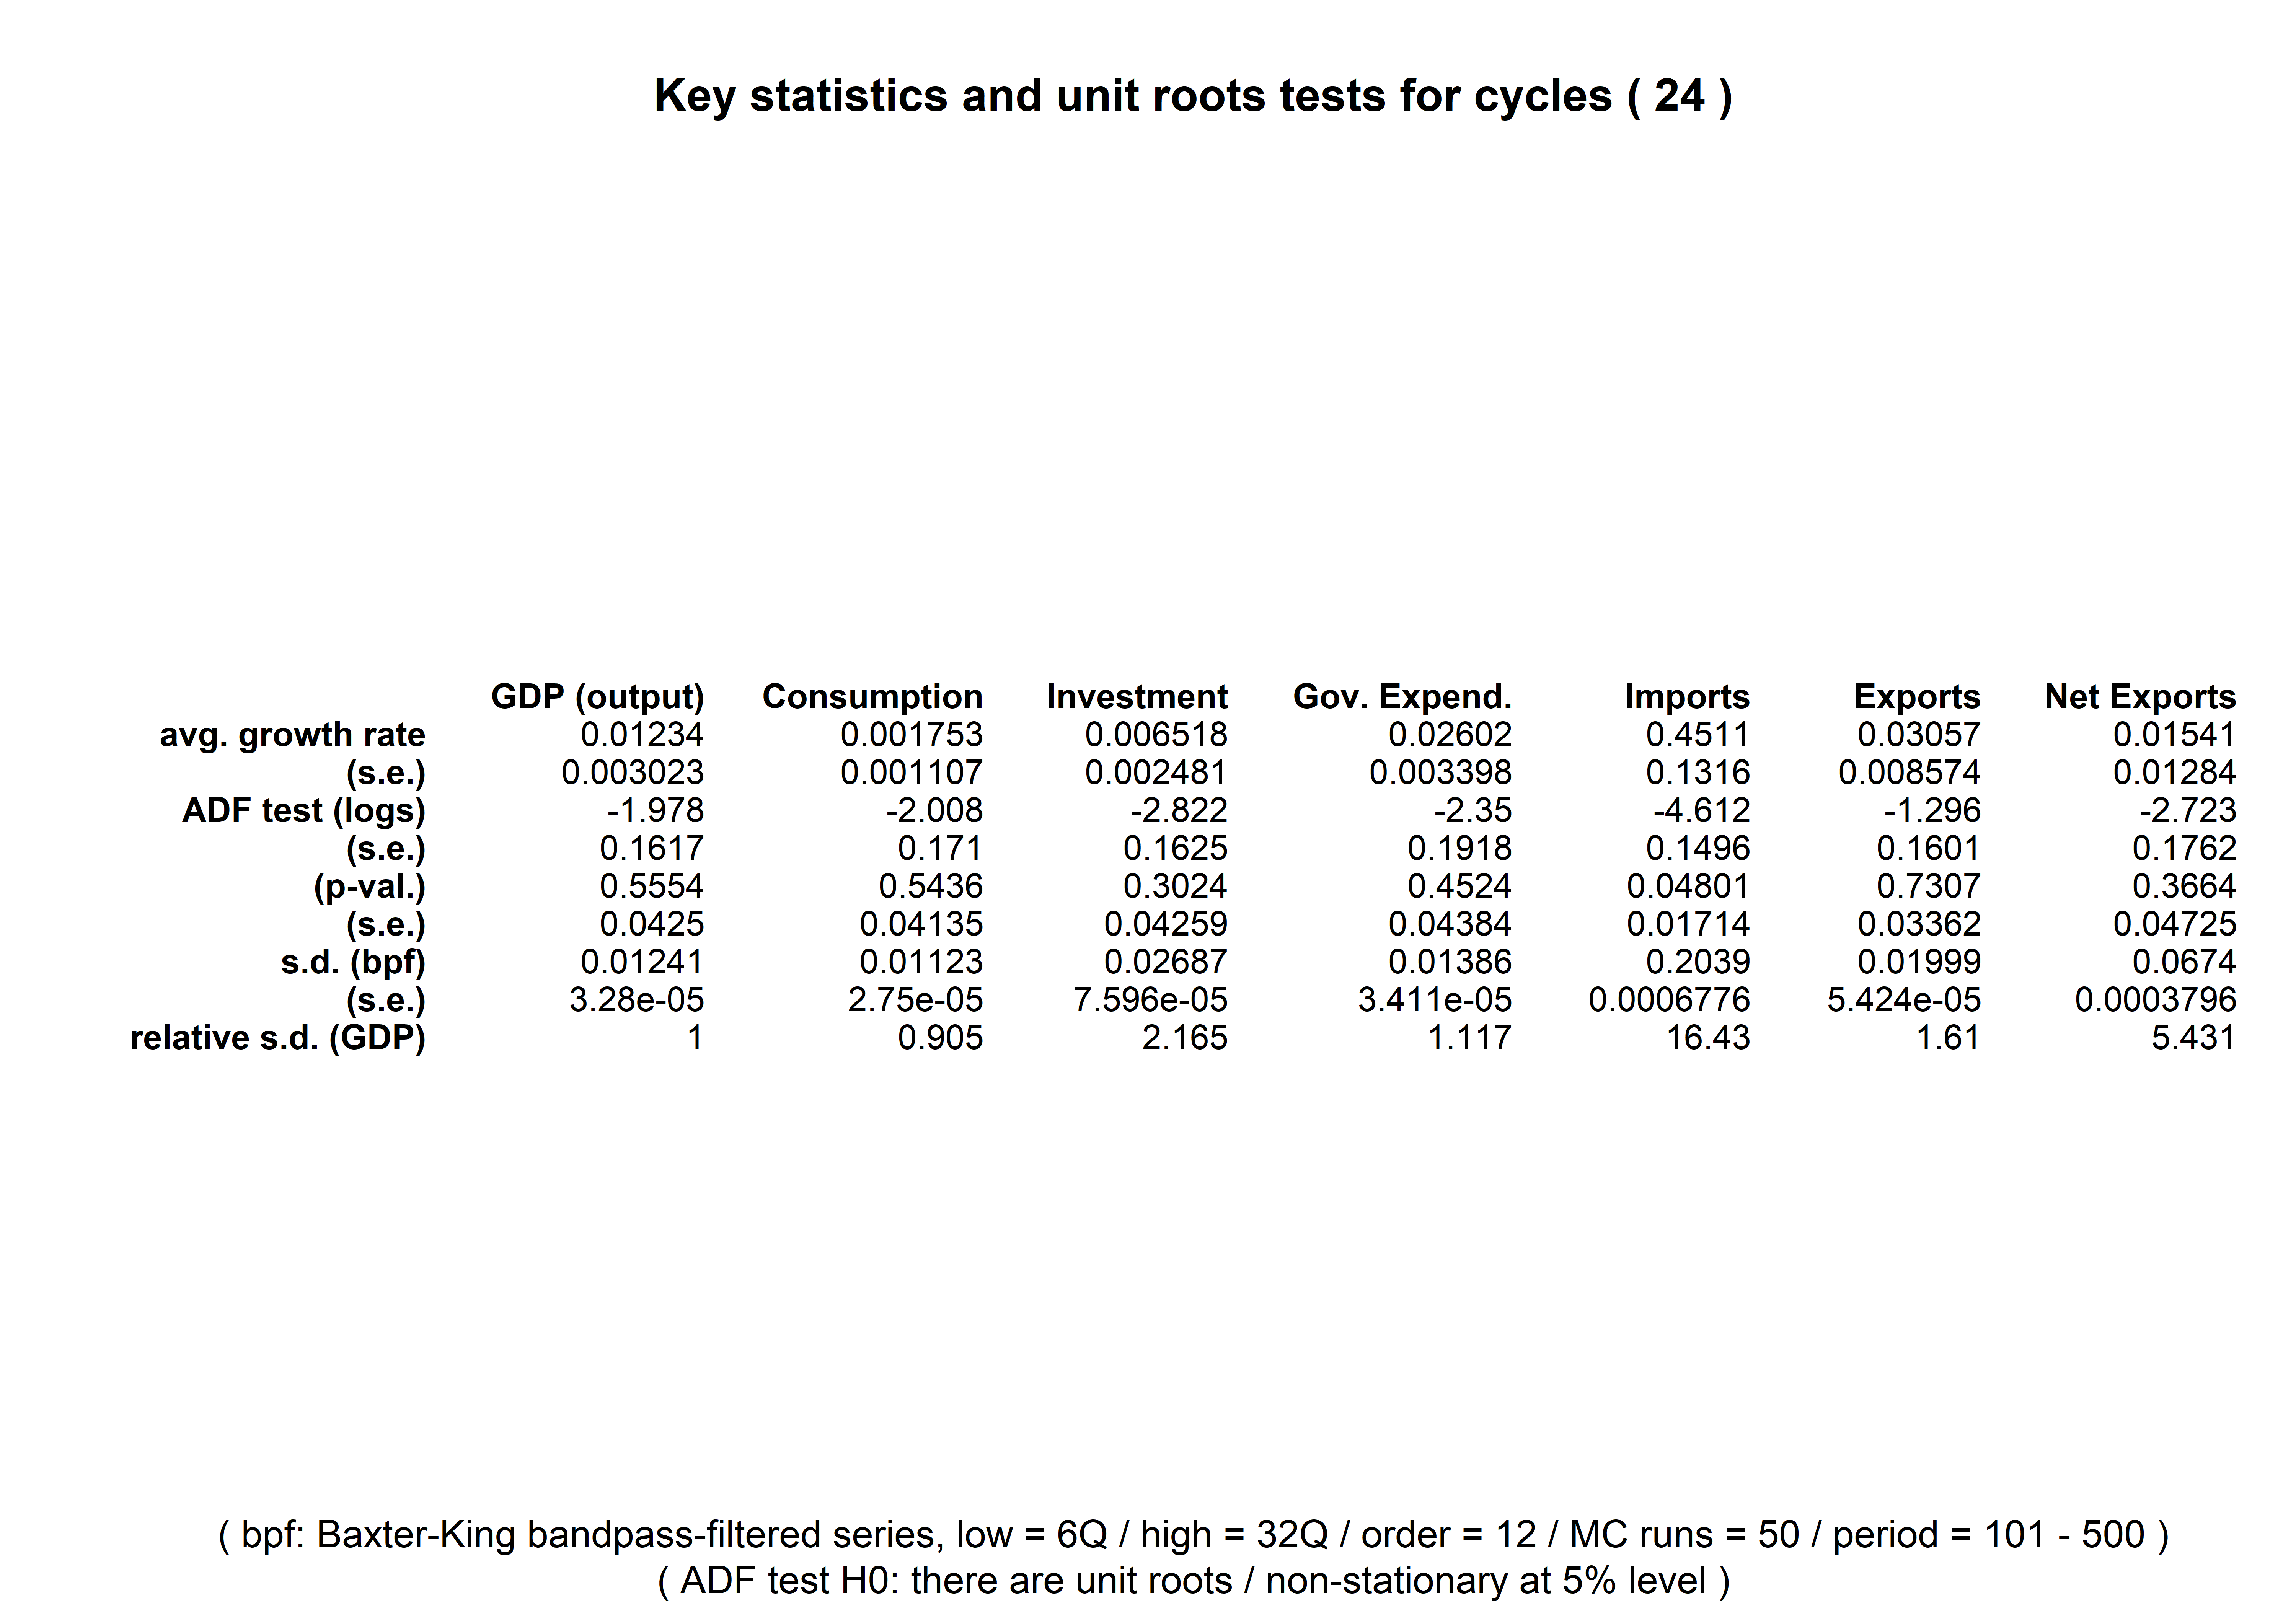 Key statistics and unit roots tests for cycles ( 24 )
GDP (output) Consumption Investment Gov. Expend. Imports Exports Net Exports
avg. growth rate 0.01234 0.001753 0.006518 0.02602 0.4511 0.03057 0.01541
(s.e.) 0.003023 0.001107 0.002481 0.003398 0.1316 0.008574 0.01284
ADF test (logs) -1.978 -2.008 -2.822 -2.35 -4.612 -1.296 -2.723
(s.e.) 0.1617 0.171 0.1625 0.1918 0.1496 0.1601 0.1762
(p-val.) 0.5554 0.5436 0.3024 0.4524 0.04801 0.7307 0.3664
(s.e.) 0.0425 0.04135 0.04259 0.04384 0.01714 0.03362 0.04725
s.d. (bpf) 0.01241 0.01123 0.02687 0.01386 0.2039 0.01999 0.0674
(s.e.) 3.28e-05 2.75e-05 7.596e-05 3.411e-05 0.0006776 5.424e-05 0.0003796
relative s.d. (GDP) 1 0.905 2.165 1.117 16.43 1.61 5.431
( bpf: Baxter-King bandpass-filtered series, low = 6Q / high = 32Q / order = 12 / MC runs = 50 / period = 101 - 500 )
( ADF test H0: there are unit roots / non-stationary at 5% level )